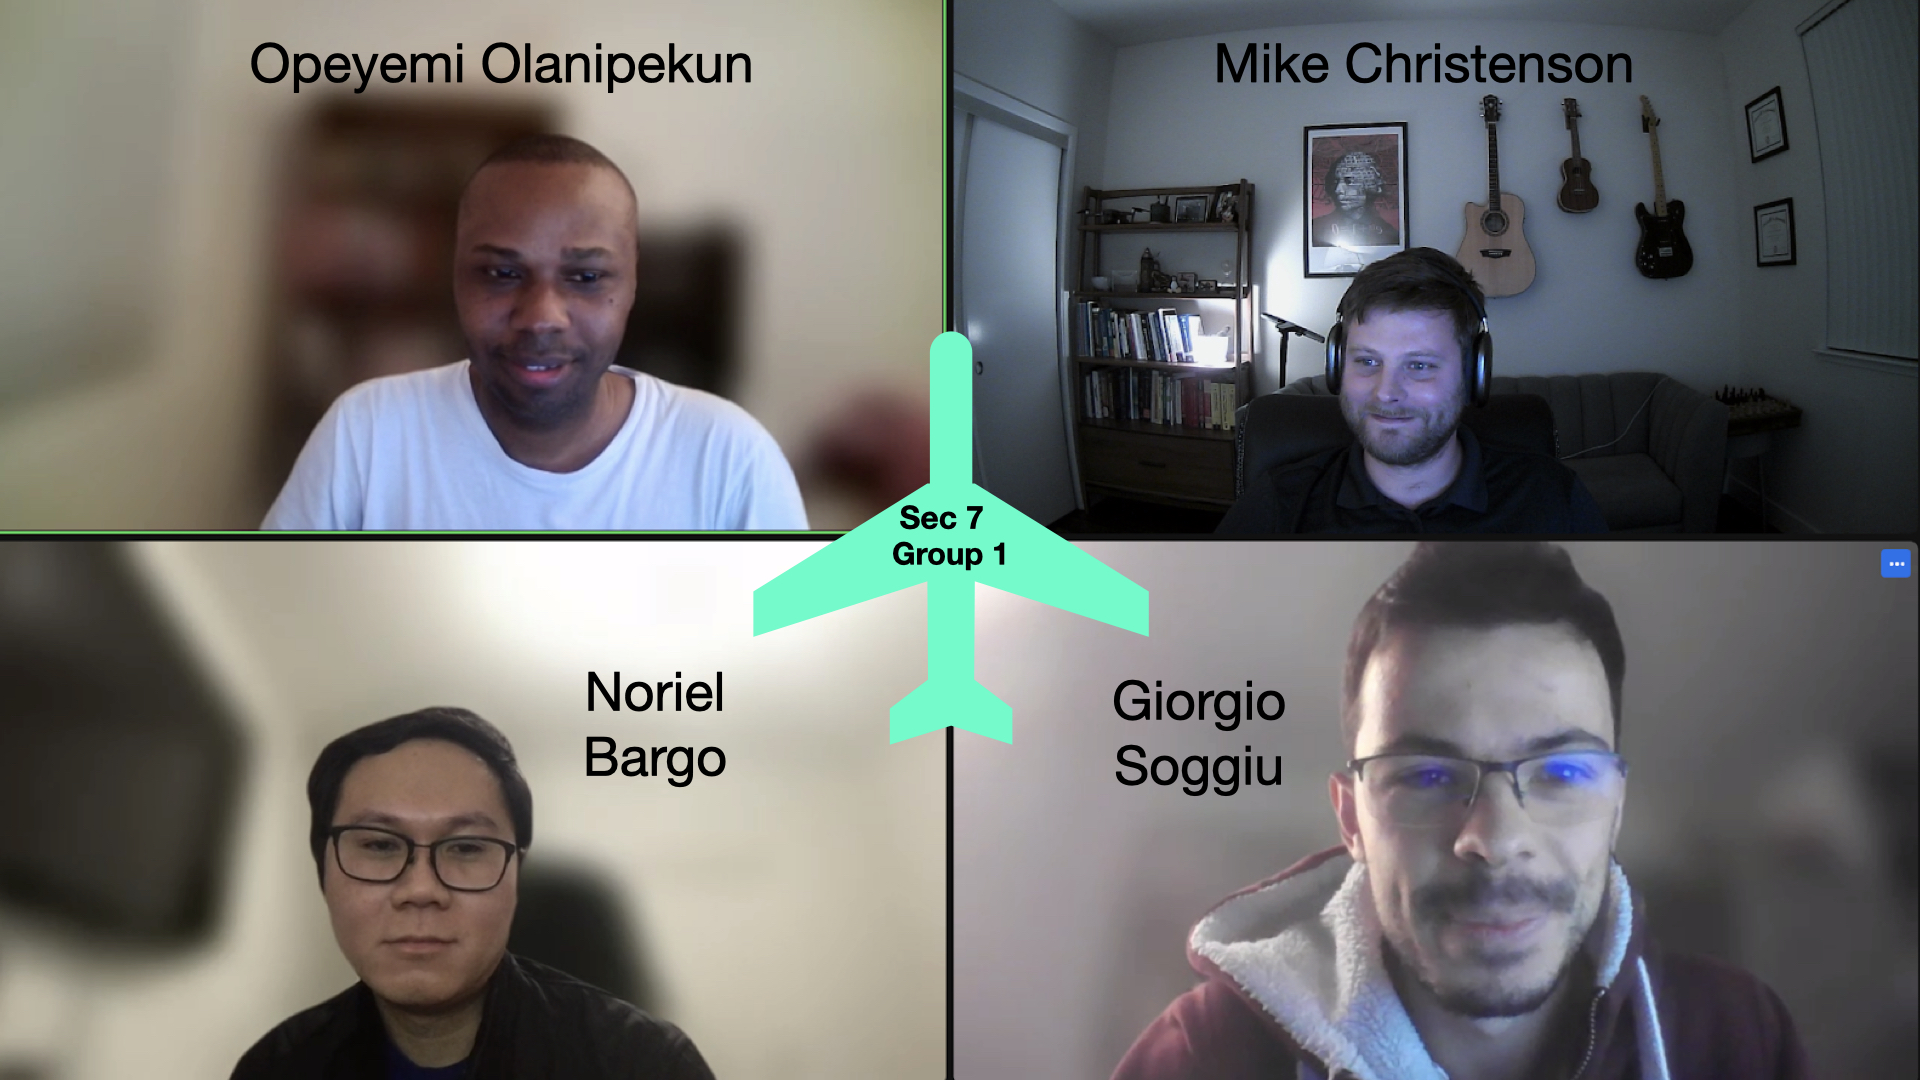 Opeyemi Olanipekun
Mike Christenson
Sec 7
Group 1
Noriel
Bargo
Giorgio
Soggiu